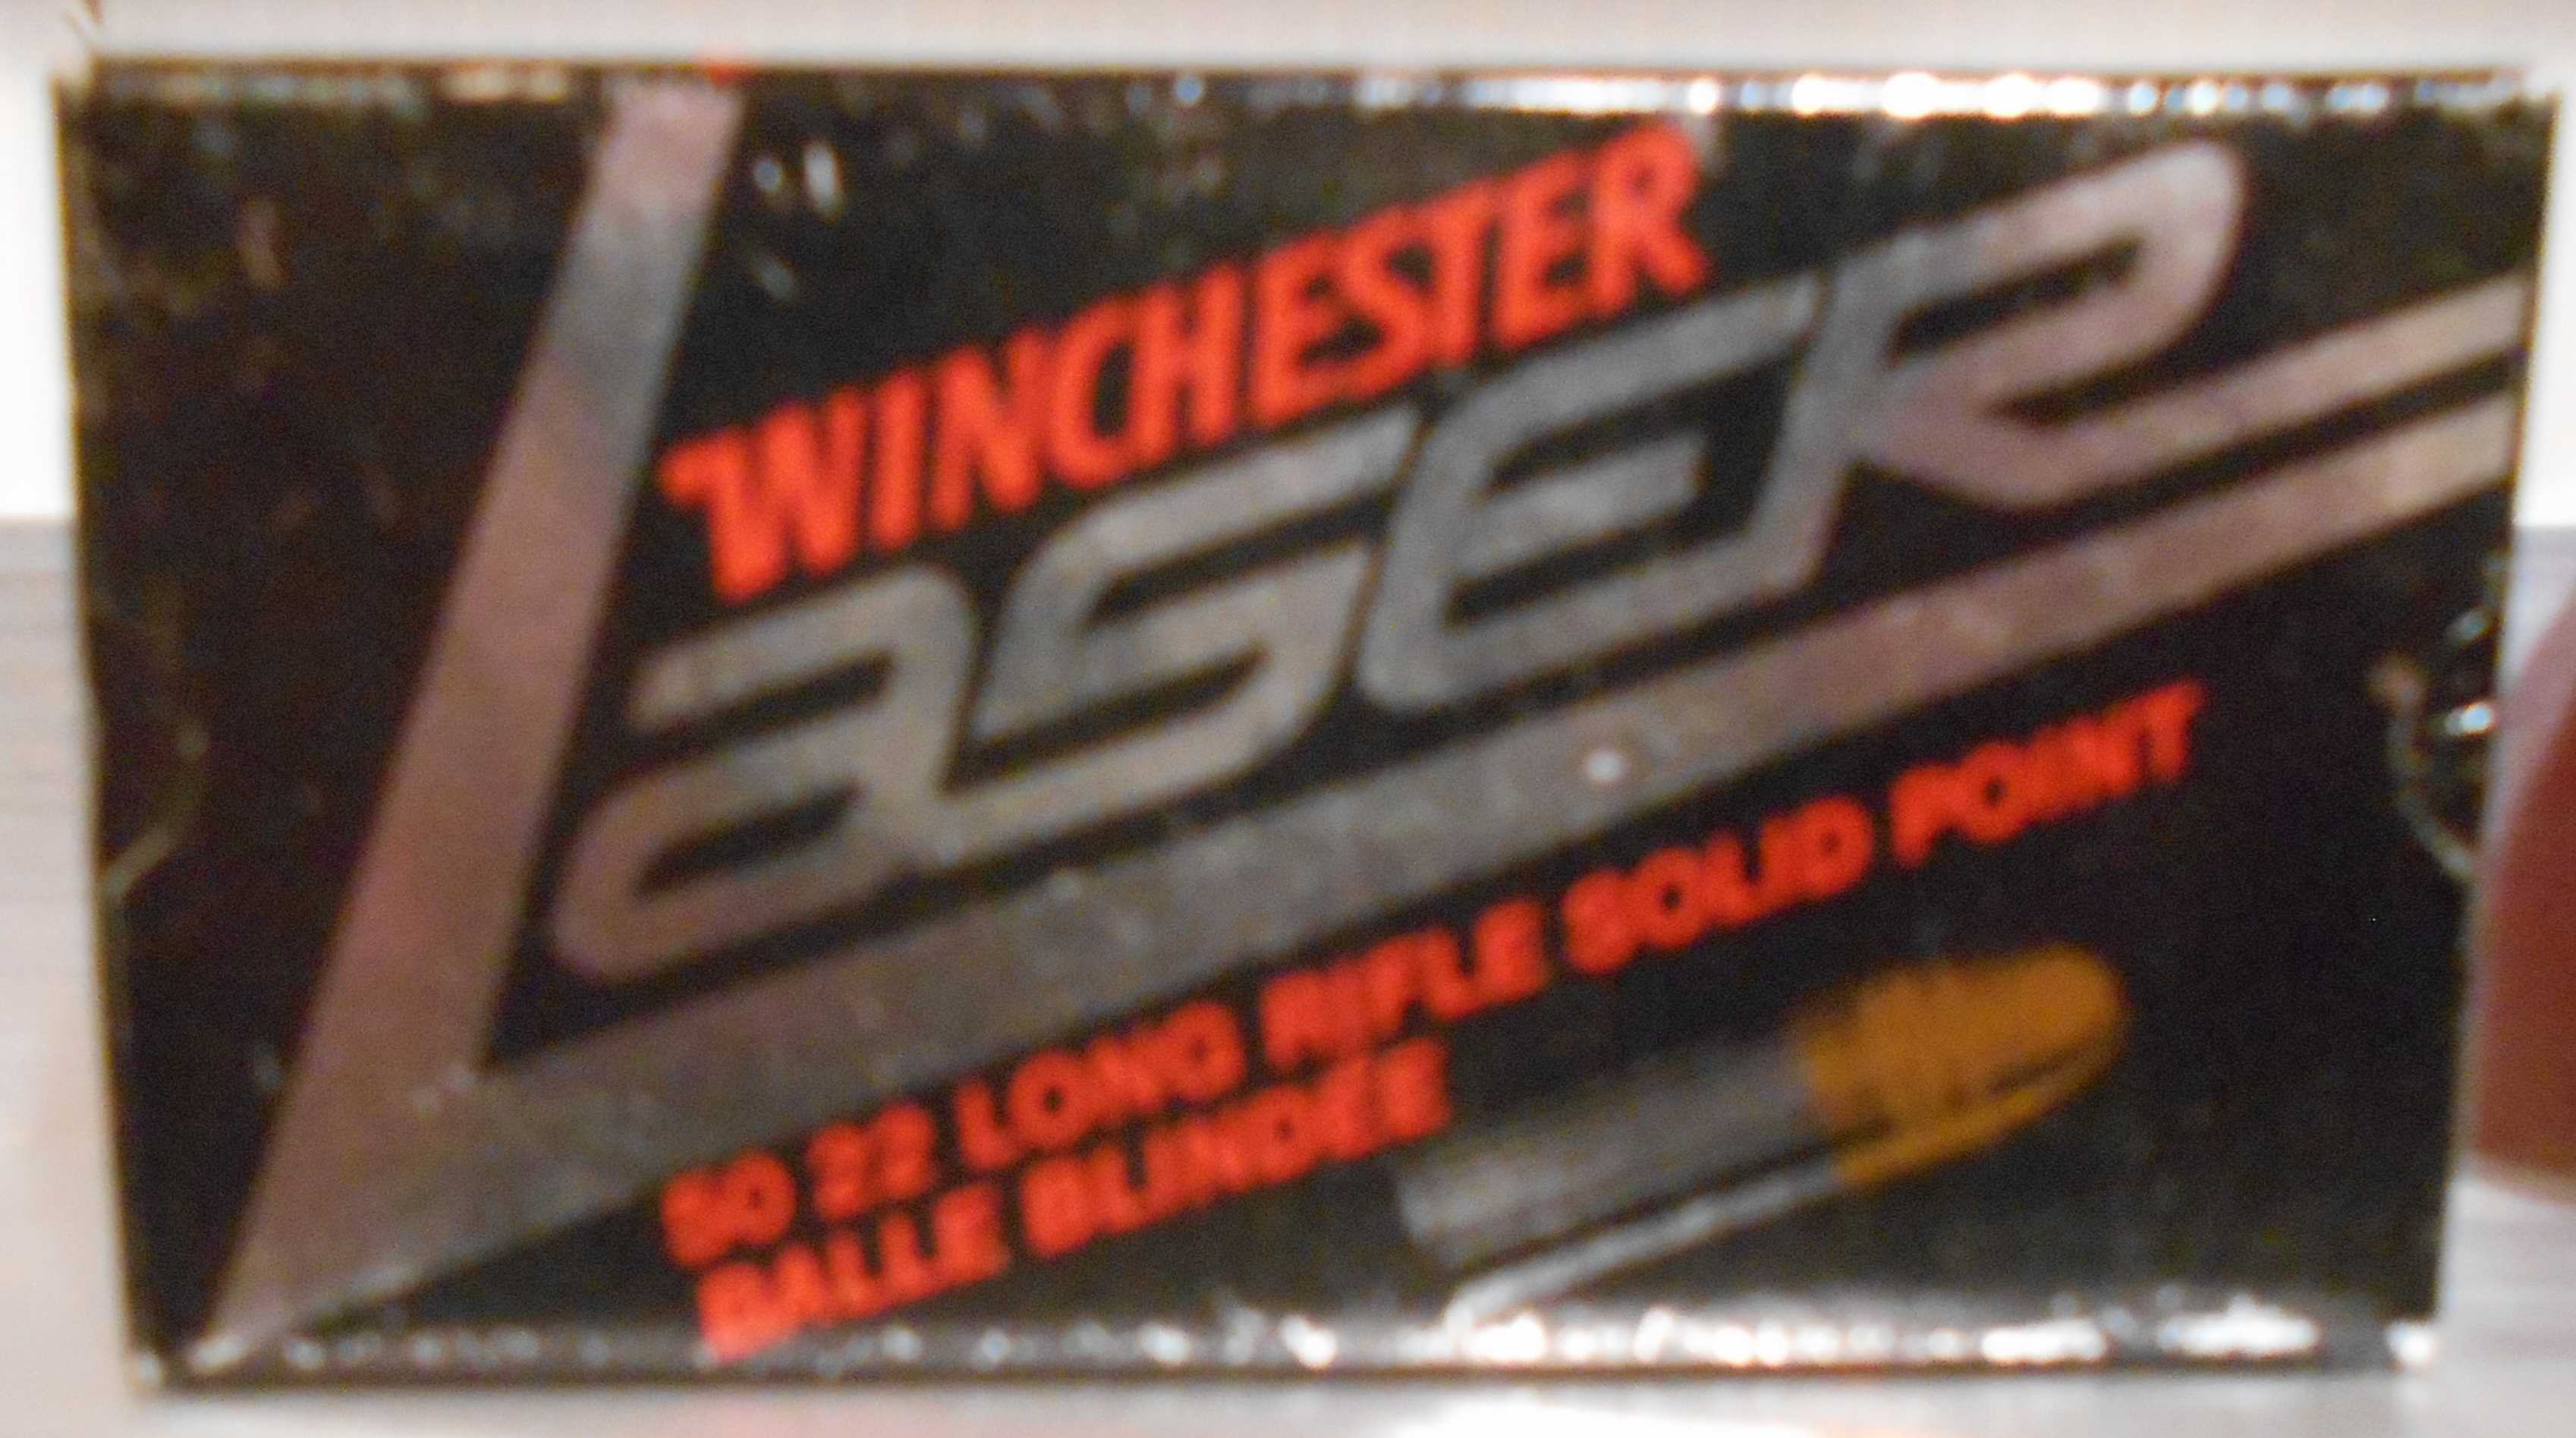 WINCHESTER
LASER
50 22 LONG RIFLE SOLID POINT
BALLE BLINDEE